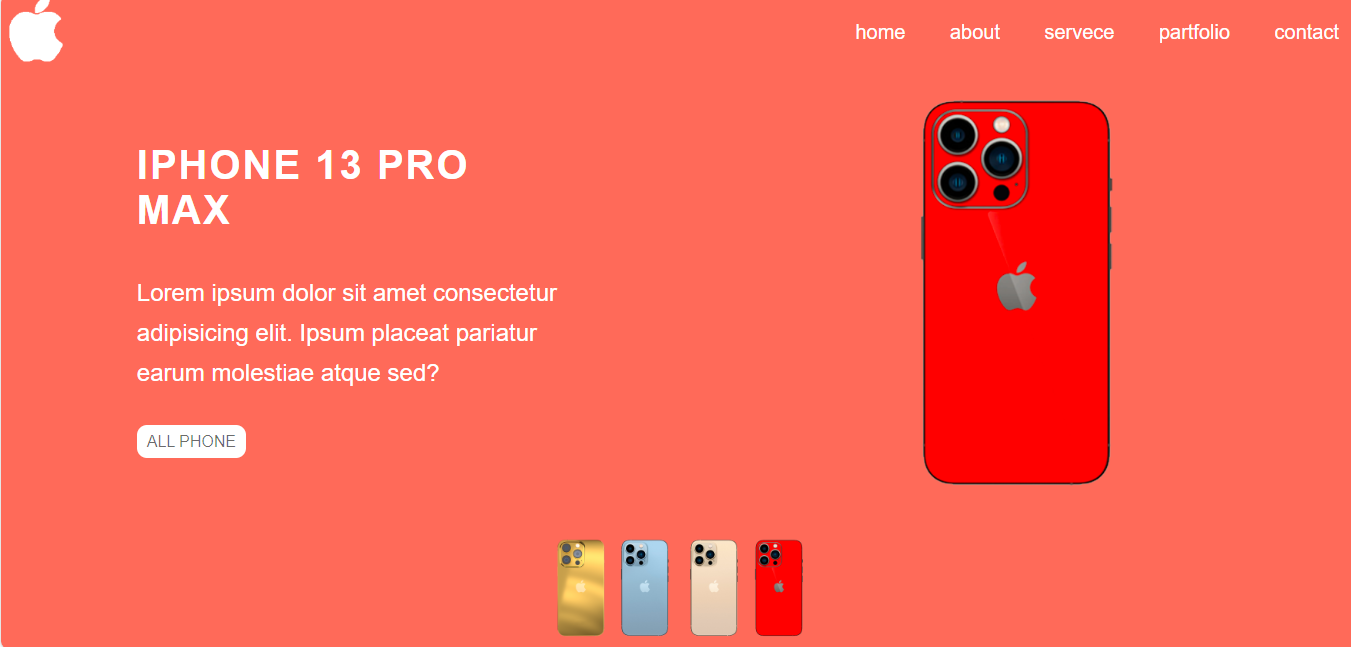 home about servece partfolio contact
IPHONE 13 PRO
MAX
Lorem ipsum dolor sit amet consectetur
adipisicing elit. Ipsum placeat pariatur
earum molestiae atque sed?
ALL PHONE